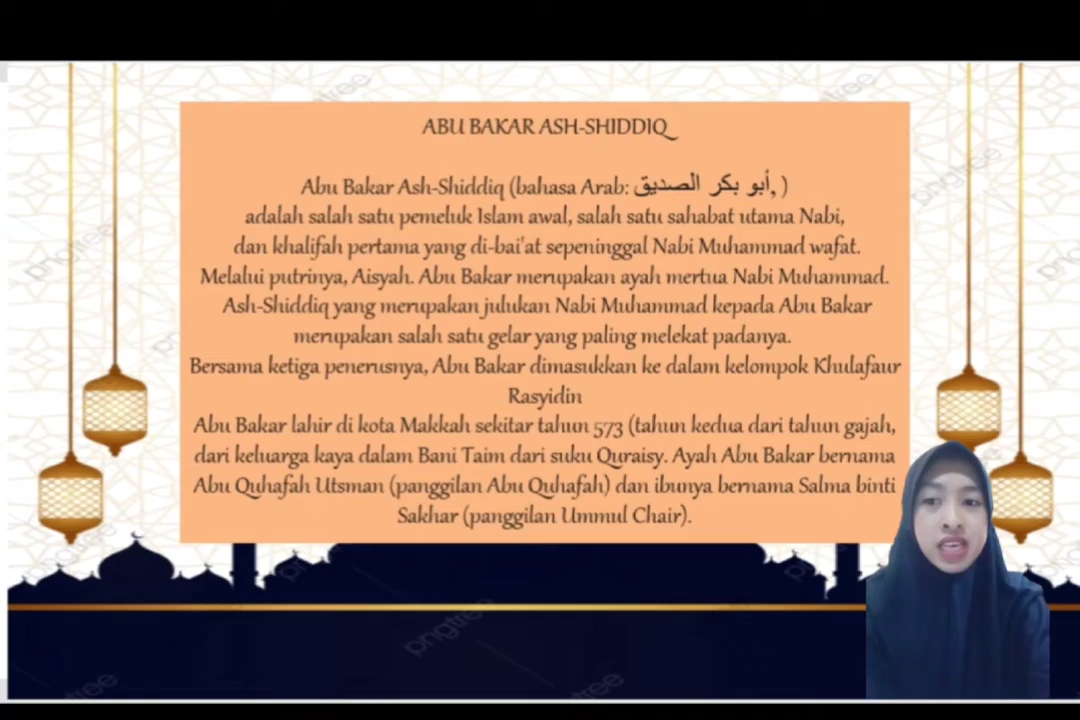 ABU BAKAR ASH-SHIDDIQ
Abu Bakar Ash-Shiddiq (bahasa Arab: أبو بكر الصديق, )
adalah salah satu pemeluk Islam awal, salah satu sahabat utama Nabi,
dan khalifah pertama yang di-bai'at sepeninggal Nabi Muhammad wafat.
Melalui putrinya, Aisyah. Abu Bakar merupakan ayah mertua Nabi Muhammad.
Ash-Shiddiq yang merupakan julukan Nabi Muhammad kepada Abu Bakar
merupakan salah satu gelar yang paling melekat padanya.
Bersama ketiga penerusnya, Abu Bakar dimasukkan ke dalam kelompok Khulafaur
Rasyidin
Abu Bakar lahir di kota Makkah sekitar tahun 573 (tahun kedua dari tahun gajah,
dari keluarga kaya dalam Bani Taim dari suku Quraisy. Ayah Abu Bakar bernama
Abu Quhafah Utsman (panggilan Abu Quhafah) dan ibunya bernama Salma binti
Sakhar (panggilan Ummul Chair).
pngtree
pngtree
pngtree
pngtree
pngtree
pngtree